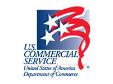 U.S.
COMMERCIAL
SERVICE
United States of America
Department of Commerce